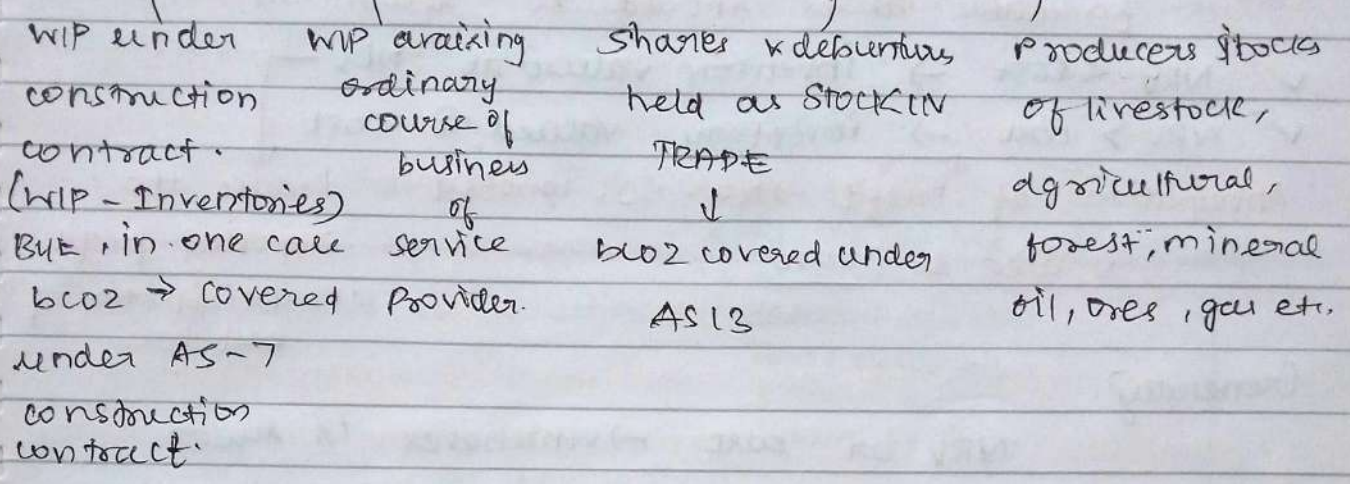 WIP under
construction
contract.
(WIP - Inventories)
BUT, in one case
bcoz → covered
under AS-7
construction
contract.
WIP araising
ordinary
course of
business
of
service
Provider.
Shares & debentures
held as STOCK IN
TRADE
↓
bcoz covered under
AS 13
Producers stocks
of livestock,
agricultural,
forest, mineral
oil, ores, gas etc.